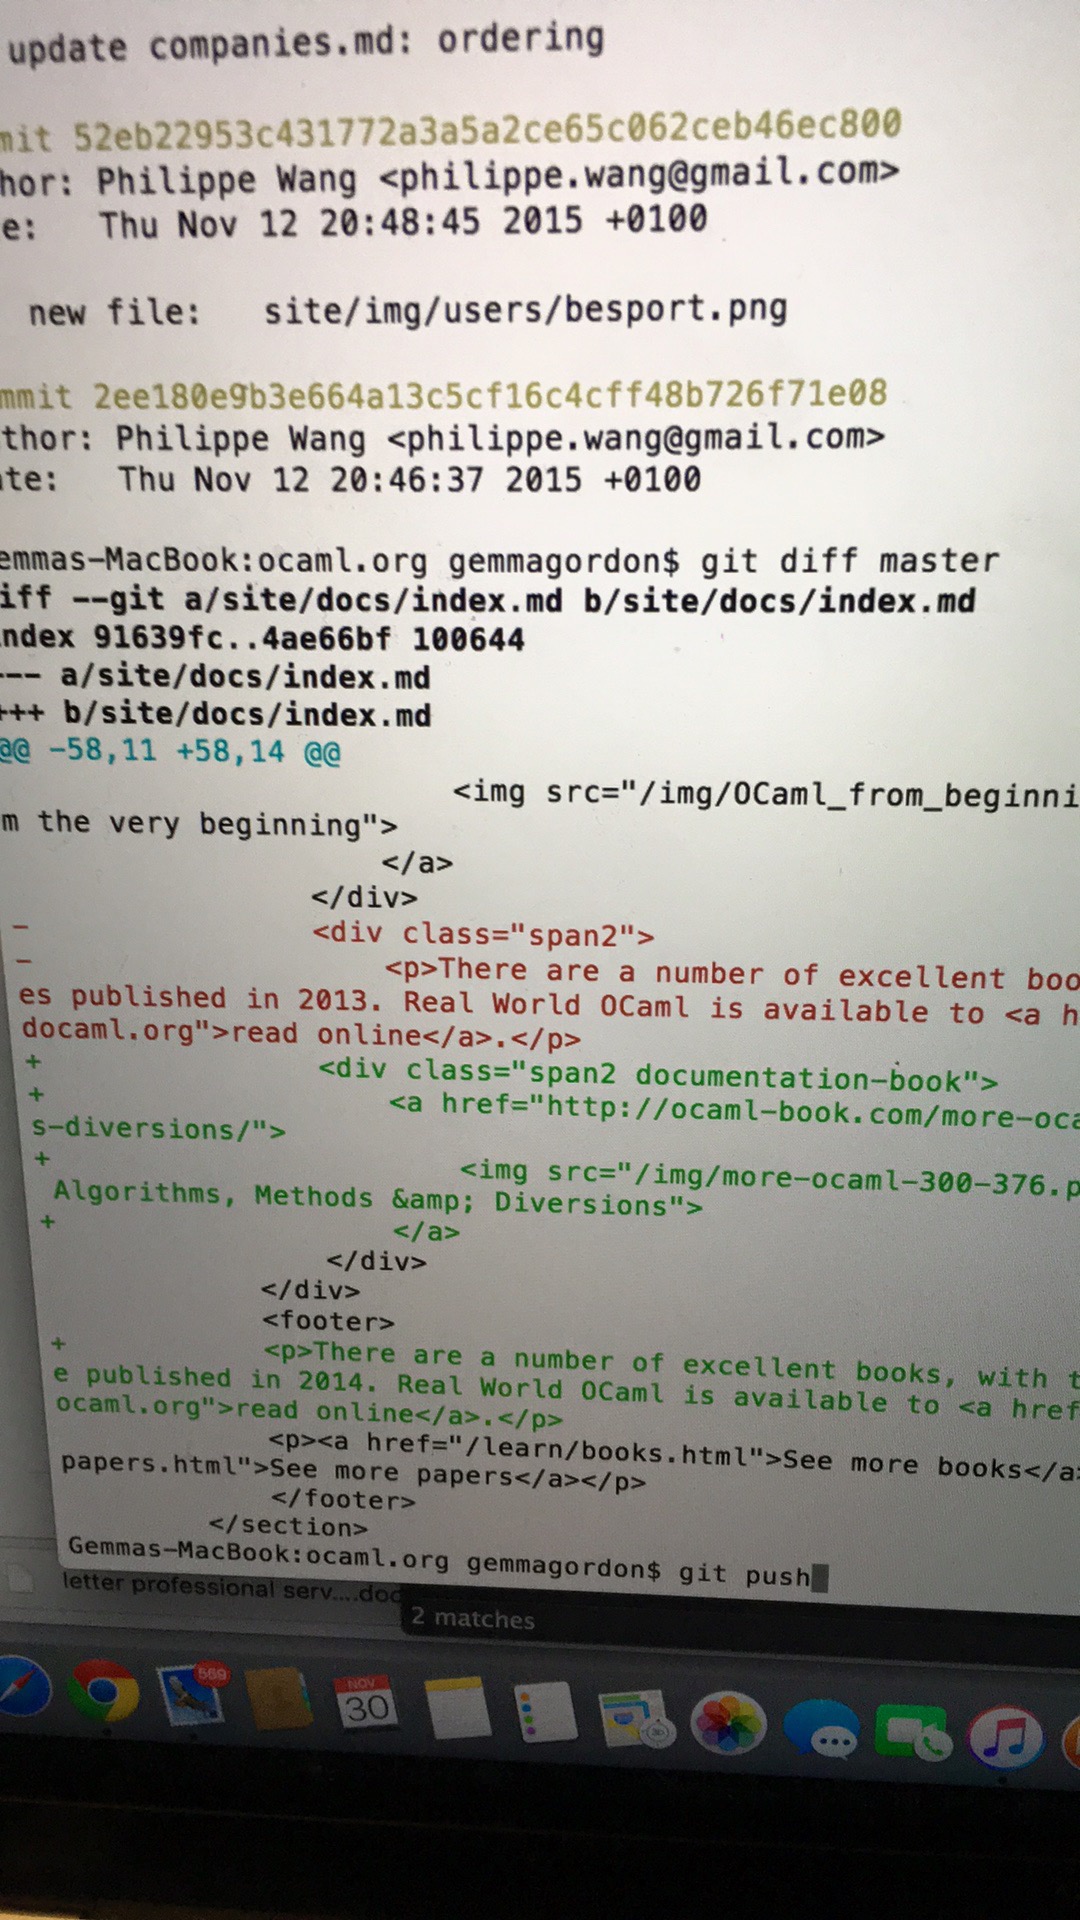 update companies.md: ordering
mit 52eb22953c431772a3a5a2ce65c062ceb46ec800
hor: Philippe Wang <philippe.wang@gmail.com>
e: Thu Nov 12 20:48:45 2015 +0100
new file: site/img/users/besport.png
mmit 2ee180e9b3e664a13c5cf16c4cff48b726f71e08
thor: Philippe Wang <philippe.wang@gmail.com>
te: Thu Nov 12 20:46:37 2015 +0100
emmas-MacBook:ocaml.org gemmagordon$ git diff master
iff --git a/site/docs/index.md b/site/docs/index.md
ndex 91639fc..4ae66bf 100644
--- a/site/docs/index.md
+++ b/site/docs/index.md
@@ -58,11 +58,14 @@
<img src="/img/OCaml_from_beginni
m the very beginning">
</a>
</div>
- <div class="span2">
- <p>There are a number of excellent boo
es published in 2013. Real World OCaml is available to <a h
docaml.org">read online</a>.</p>
+ <div class="span2 documentation-book">
+ <a href="http://ocaml-book.com/more-oca
s-diversions/">
+ <img src="/img/more-ocaml-300-376.p
Algorithms, Methods &amp; Diversions">
+ </a>
</div>
</div>
<footer>
+ <p>There are a number of excellent books, with t
e published in 2014. Real World OCaml is available to <a href
ocaml.org">read online</a>.</p>
<p><a href="/learn/books.html">See more books</a>
papers.html">See more papers</a></p>
</footer>
</section>
Gemmas-MacBook:ocaml.org gemmagordon$ git push
letter professional serv....doc
2 matches
569
NOV
30